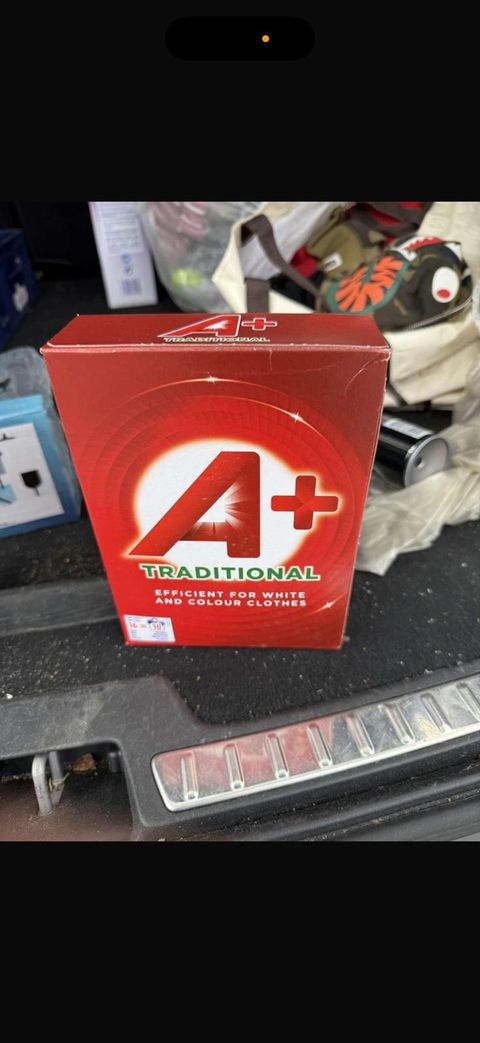 A+
TRADITIONAL
A+
TRADITIONAL
EFFICIENT FOR WHITE
AND COLOUR CLOTHES